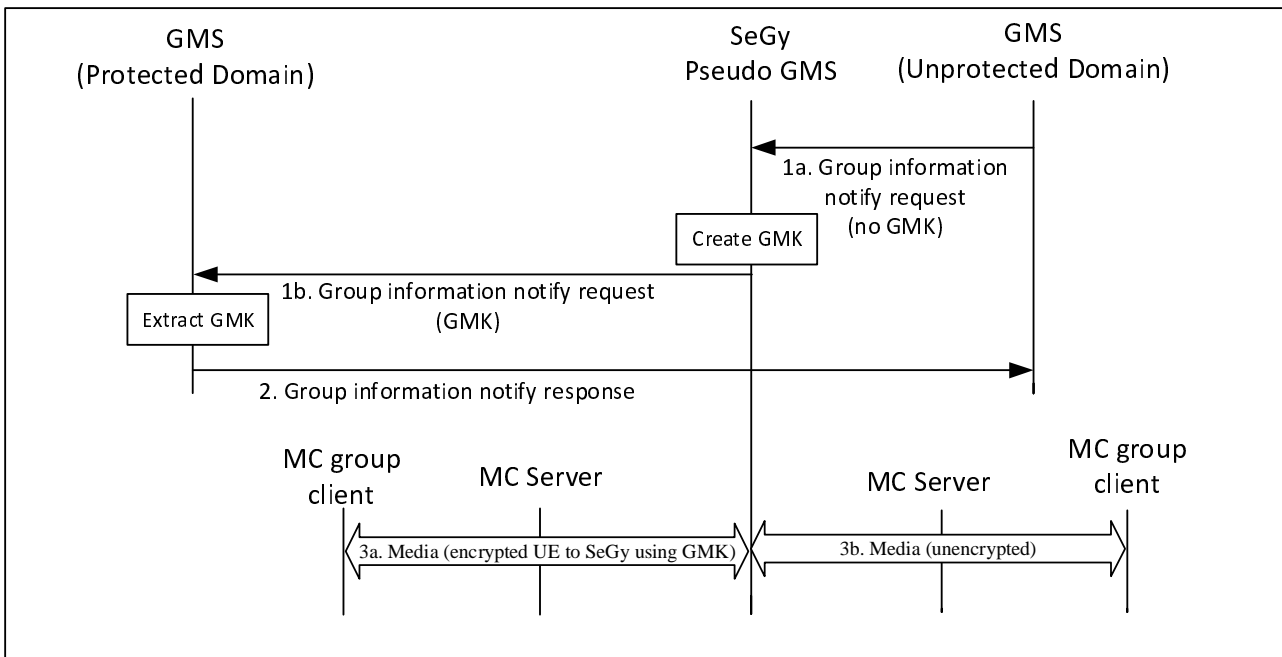 GMS
(Protected Domain)
SeGy
Pseudo GMS
GMS
(Unprotected Domain)
1a. Group information
notify request
(no GMK)
Create GMK
1b. Group information notify request
(GMK)
Extract GMK
2. Group information notify response
MC group
client
MC Server
MC Server
MC group
client
3a. Media (encrypted UE to SeGy using GMK)
3b. Media (unencrypted)